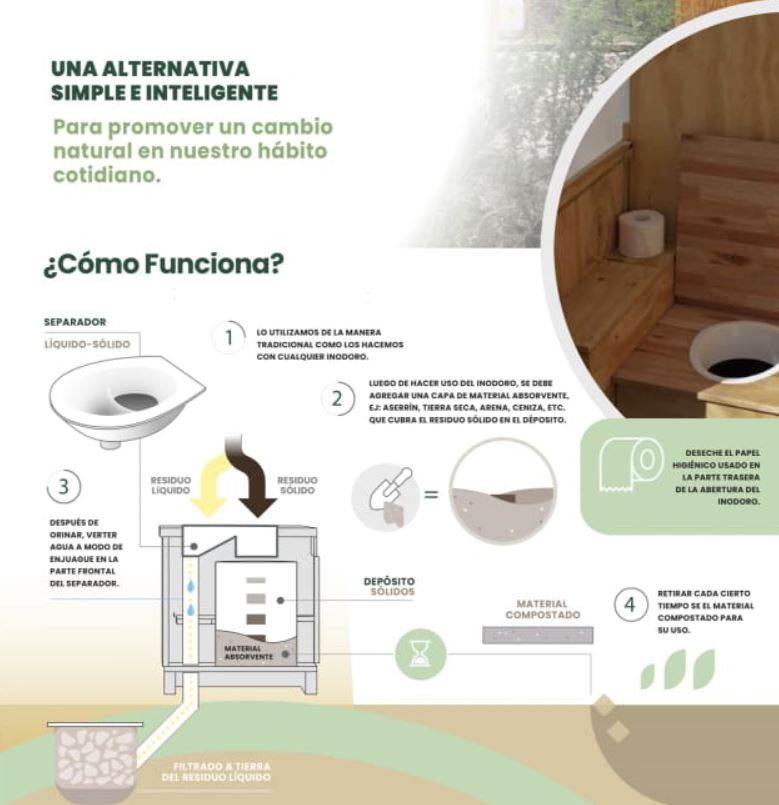 UNA ALTERNATIVA
SIMPLE E INTELIGENTE
Para promover un cambio
natural en nuestro hábito
cotidiano.
¿Cómo Funciona?
SEPARADOR
LÍQUIDO-SÓLIDO
1
LO UTILIZAMOS DE LA MANERA
TRADICIONAL COMO LOS HACEMOS
CON CUALQUIER INODORO.
2
LUEGO DE HACER USO DEL INODORO, SE DEBE
AGREGAR UNA CAPA DE MATERIAL ABSORVENTE,
EJ: ASERRÍN, TIERRA SECA, ARENA, CENIZA, ETC.
QUE CUBRA EL RESIDUO SÓLIDO EN EL DÉPOSITO.
=
DESECHE EL PAPEL
HIGIÉNICO USADO EN
LA PARTE TRASERA
DE LA ABERTURA DEL
INODORO.
3
DESPUÉS DE
ORINAR, VERTER
AGUA A MODO DE
ENJUAGUE EN LA
PARTE FRONTAL
DEL SEPARADOR.
RESIDUO
LÍQUIDO
RESIDUO
SÓLIDO
DEPÓSITO
SÓLIDOS
MATERIAL
ABSORVENTE
MATERIAL
COMPOSTADO
4
RETIRAR CADA CIERTO
TIEMPO SE EL MATERIAL
COMPOSTADO PARA
SU USO.
FILTRADO A TIERRA
DEL RESIDUO LÍQUIDO